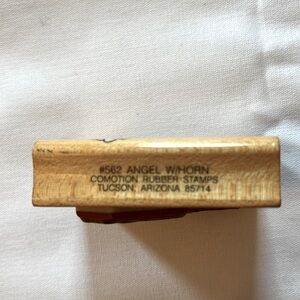 #562 ANGEL W/HORN
COMOTION RUBBER STAMPS
TUCSON, ARIZONA 85714